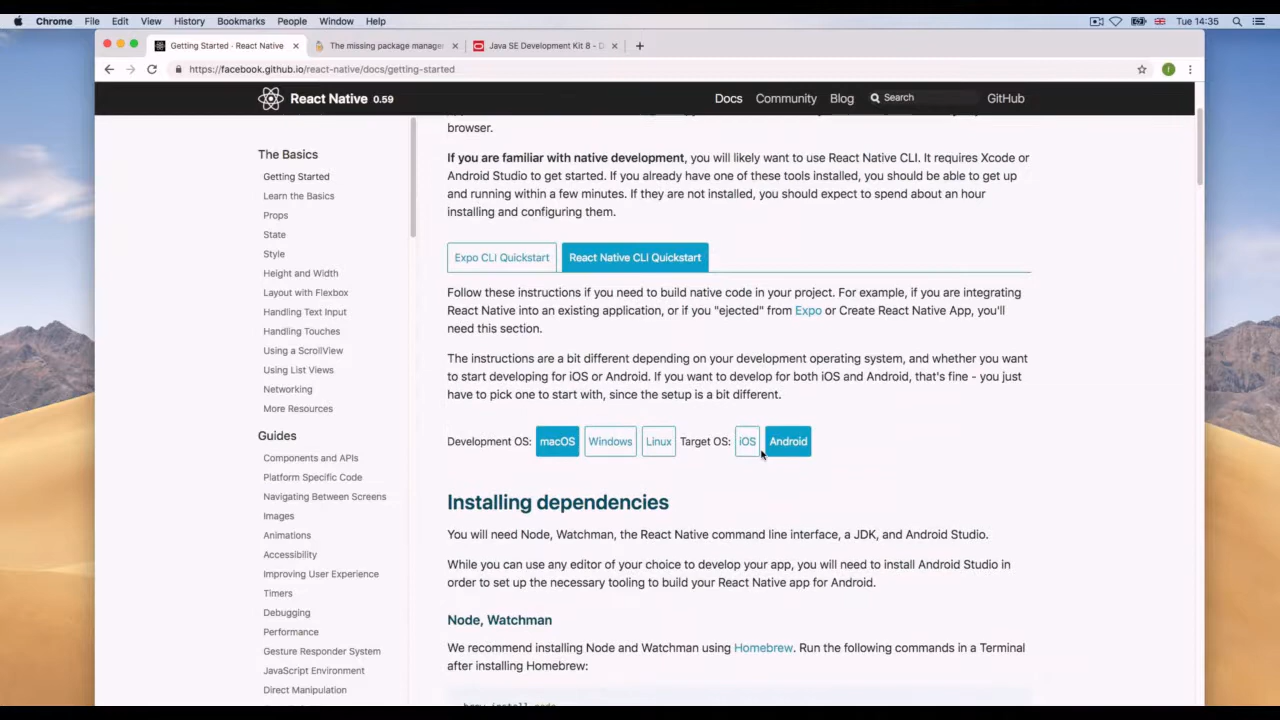 Chrome File Edit View History Bookmarks People Window Help Tue 14:35
Getting Started · React Native
The missing package manage
Java SE Development Kit 8 - D
https://facebook.github.io/react-native/docs/getting-started
React Native 0.59 Docs Community Blog Search GitHub
The Basics
Getting Started
Learn the Basics
Props
State
Style
Height and Width
Layout with Flexbox
Handling Text Input
Handling Touches
Using a ScrollView
Using List Views
Networking
More Resources
Guides
Components and APIs
Platform Specific Code
Navigating Between Screens
Images
Animations
Accessibility
Improving User Experience
Timers
Debugging
Performance
Gesture Responder System
JavaScript Environment
Direct Manipulation
browser.
If you are familiar with native development, you will likely want to use React Native CLI. It requires Xcode or
Android Studio to get started. If you already have one of these tools installed, you should be able to get up
and running within a few minutes. If they are not installed, you should expect to spend about an hour
installing and configuring them.
Expo CLI Quickstart React Native CLI Quickstart
Follow these instructions if you need to build native code in your project. For example, if you are integrating
React Native into an existing application, or if you "ejected" from Expo or Create React Native App, you'll
need this section.
The instructions are a bit different depending on your development operating system, and whether you want
to start developing for iOS or Android. If you want to develop for both iOS and Android, that's fine - you just
have to pick one to start with, since the setup is a bit different.
Development OS: macOS Windows Linux Target OS: iOS Android
Installing dependencies
You will need Node, Watchman, the React Native command line interface, a JDK, and Android Studio.
While you can use any editor of your choice to develop your app, you will need to install Android Studio in
order to set up the necessary tooling to build your React Native app for Android.
Node, Watchman
We recommend installing Node and Watchman using Homebrew. Run the following commands in a Terminal
after installing Homebrew:
brew install node